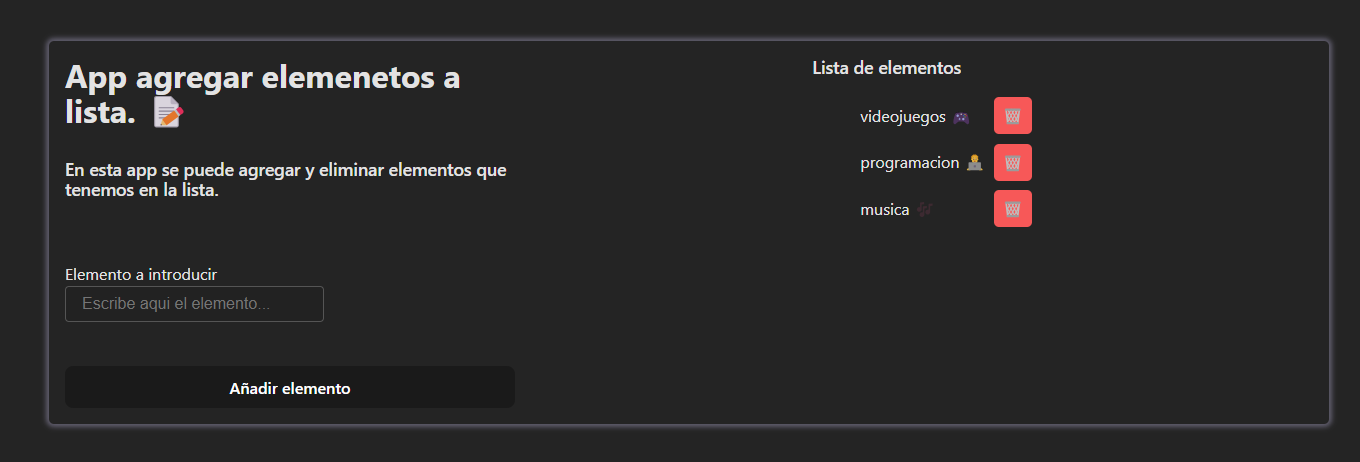 App agregar elemenetos a
lista. 📝
En esta app se puede agregar y eliminar elementos que
tenemos en la lista.
Elemento a introducir
Escribe aqui el elemento...
Añadir elemento
Lista de elementos
videojuegos 🎮
programacion 👨‍💻
musica 🎶